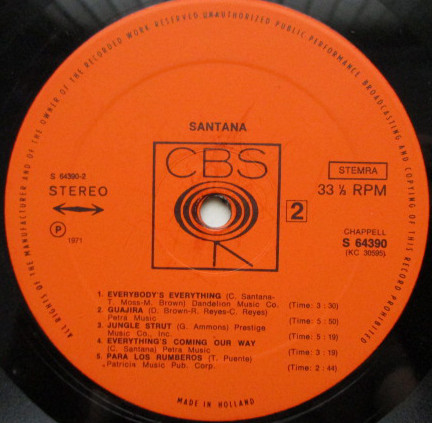 ALL RIGHTS OF THE MANUFACTURER AND OF THE OWNER OF THE RECORDED WORK RESERVED UNAUTHORIZED PUBLIC PERFORMANCE, BROADCASTING AND COPYING OF THIS RECORD PROHIBITED
SANTANA
CBS
S 64390-2
STEREO
STEMRA
33 ⅓ RPM
P
1971
2
CHAPPELL
S 64390
(KC 30595)
1 EVERYBODY'S EVERYTHING (C. Santana-
T. Moss-M. Brown) Dandelion Music Co. (Time: 3 : 30)
2 GUAJIRA (D. Brown-R. Reyes-C. Reyes)
Petra Music (Time: 5 : 50)
3 JUNGLE STRUT (G. Ammons) Prestige
Music Co., Inc. (Time: 5 : 19)
4 EVERYTHING'S COMING OUR WAY
(C. Santana) Petra Music (Time: 3 : 19)
5 PARA LOS RUMBEROS (T. Puente)
Patricia Music Pub. Corp. (Time: 2 : 44)
MADE IN HOLLAND